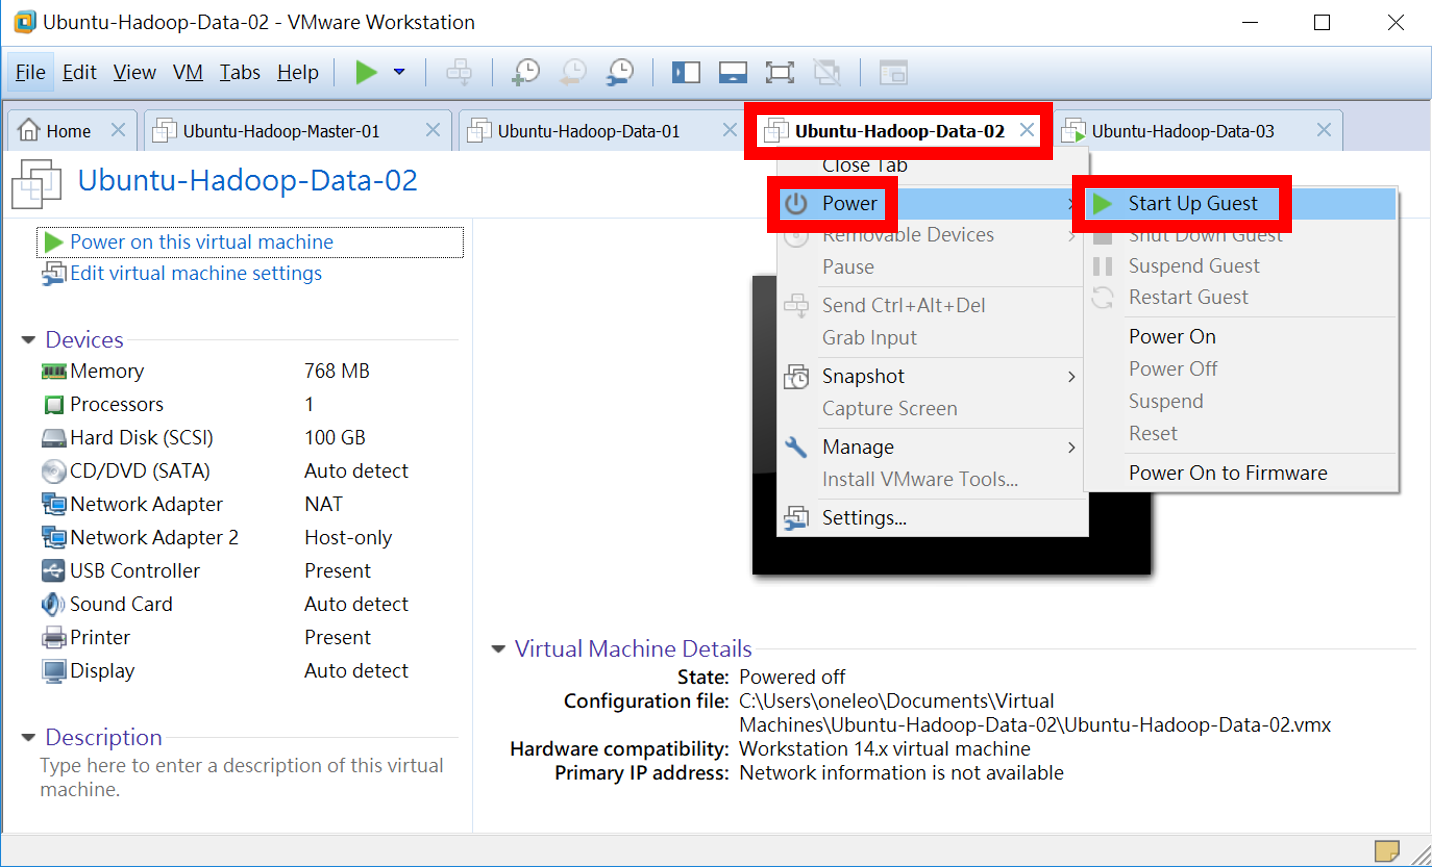 Ubuntu-Hadoop-Data-02 - VMware Workstation
File Edit View VM Tabs Help
Home Ubuntu-Hadoop-Master-01 Ubuntu-Hadoop-Data-01 Ubuntu-Hadoop-Data-02 Ubuntu-Hadoop-Data-03
Ubuntu-Hadoop-Data-02
Power on this virtual machine
Edit virtual machine settings
Devices
Memory 768 MB
Processors 1
Hard Disk (SCSI) 100 GB
CD/DVD (SATA) Auto detect
Network Adapter NAT
Network Adapter 2 Host-only
USB Controller Present
Sound Card Auto detect
Printer Present
Display Auto detect
Description
Type here to enter a description of this virtual
machine.
Close Tab
Power
Removable Devices
Pause
Send Ctrl+Alt+Del
Grab Input
Snapshot
Capture Screen
Manage
Install VMware Tools...
Settings...
Start Up Guest
Shut Down Guest
Suspend Guest
Restart Guest
Power On
Power Off
Suspend
Reset
Power On to Firmware
Virtual Machine Details
State: Powered off
Configuration file: C:\Users\oneleo\Documents\Virtual
Machines\Ubuntu-Hadoop-Data-02\Ubuntu-Hadoop-Data-02.vmx
Hardware compatibility: Workstation 14.x virtual machine
Primary IP address: Network information is not available